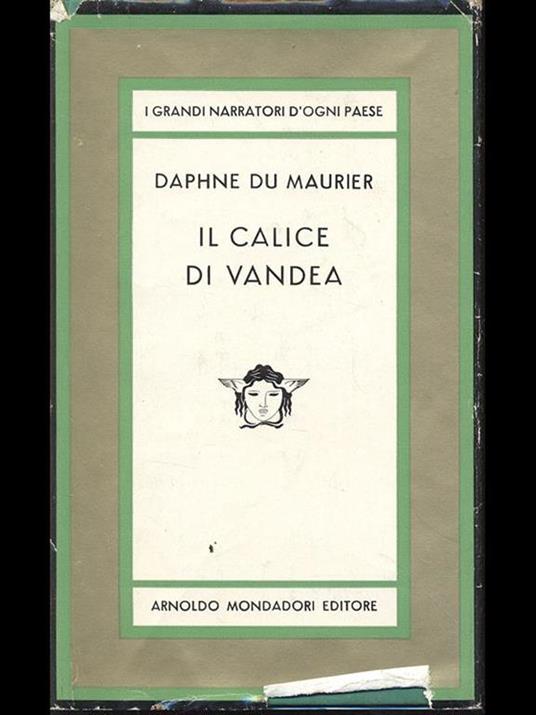 I GRANDI NARRATORI D'OGNI PAESE
DAPHNE DU MAURIER
IL CALICE
DI VANDEA
ARNOLDO MONDADORI EDITORE